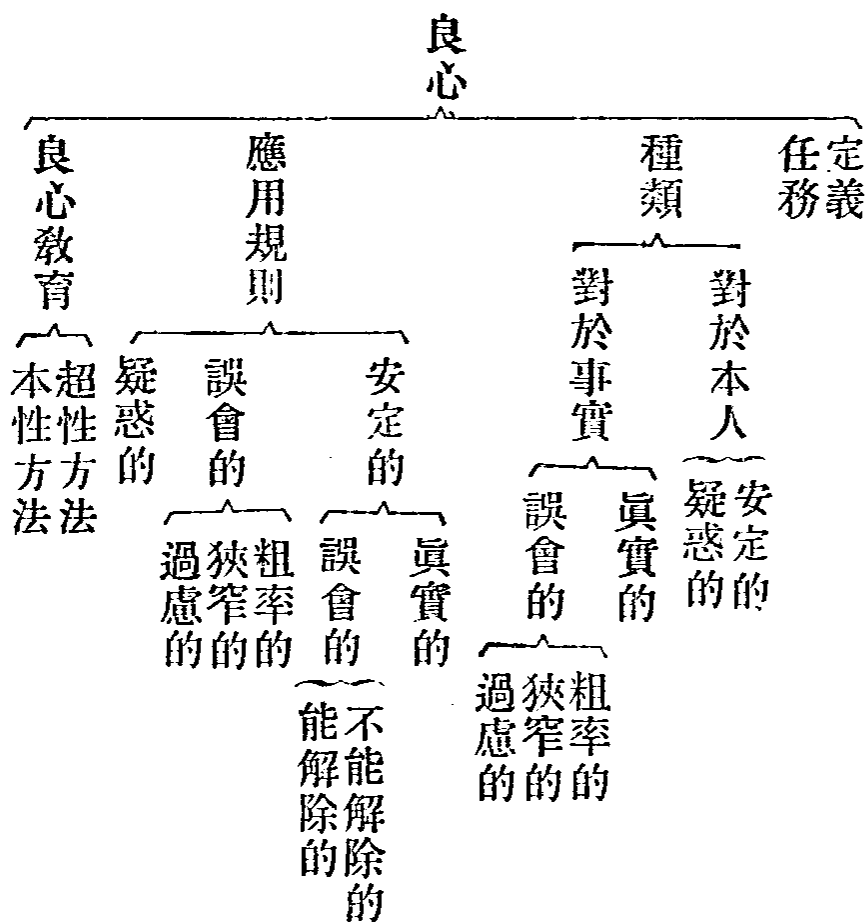 良心
定義
任務
種類
對於本人
安定的
疑惑的
對於事實
眞實的
誤會的
粗率的
狹窄的
過慮的
應用規則
安定的
眞實的
誤會的
不能解除的
能解除的
誤會的
粗率的
狹窄的
過慮的
疑惑的
良心敎育
超性方法
本性方法